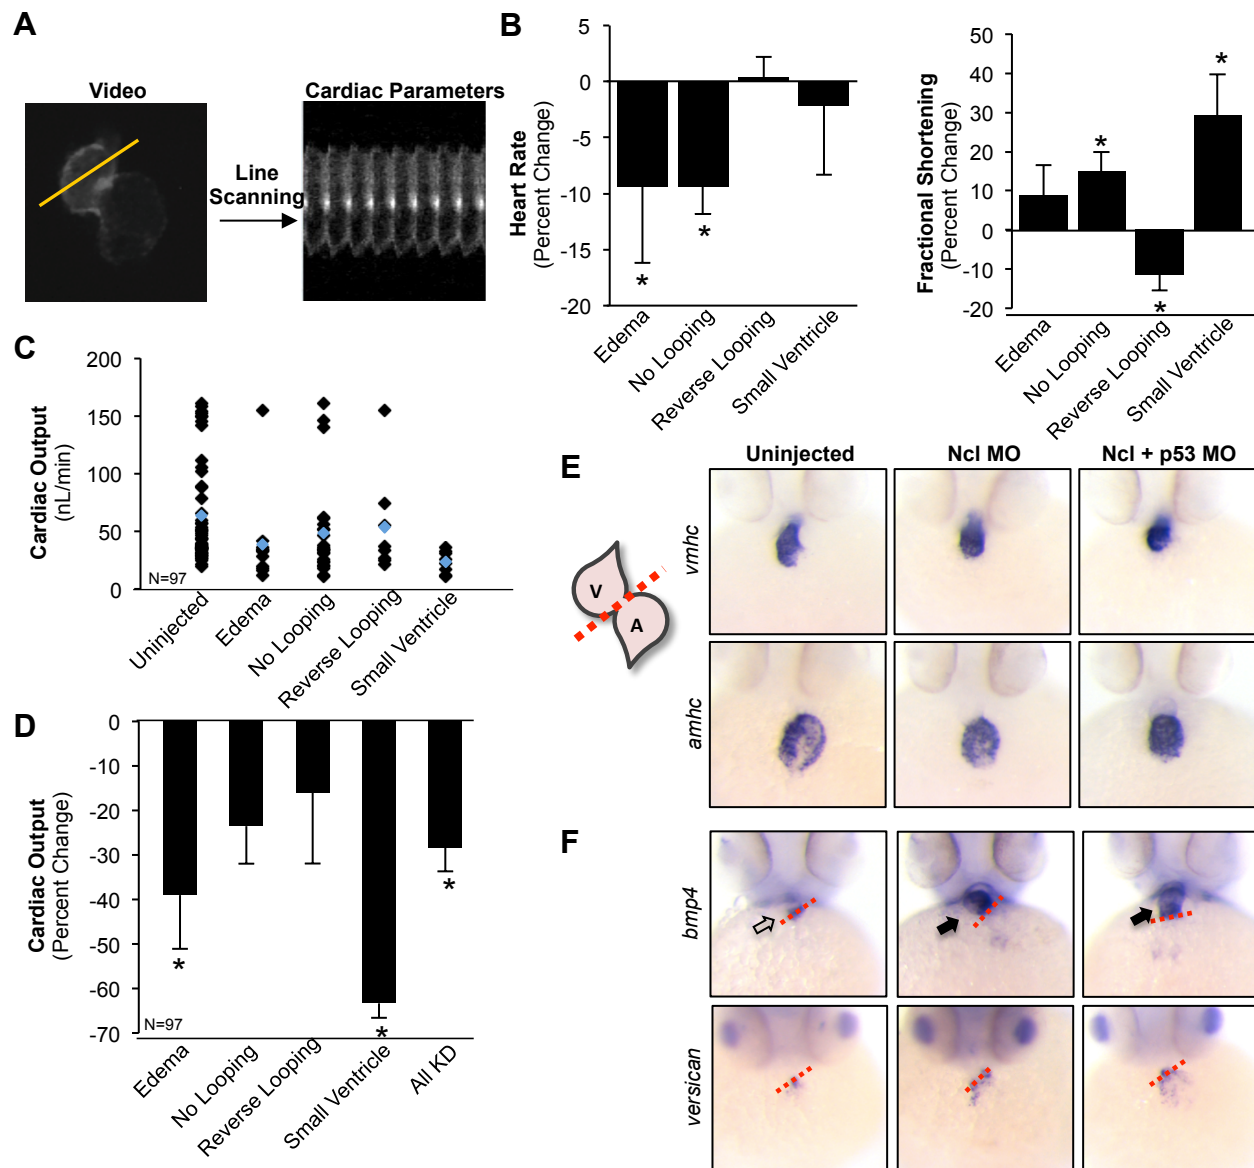 A
Video
Cardiac Parameters
Line
Scanning
B
Heart Rate
(Percent Change)
5
0
-5
-10
-15
-20
*
*
Edema
No Looping
Reverse Looping
Small Ventricle
Fractional Shortening
(Percent Change)
50
40
30
20
10
0
-10
-20
*
*
*
Edema
No Looping
Reverse Looping
Small Ventricle
C
Cardiac Output
(nL/min)
200
150
100
50
0
N=97
Uninjected
Edema
No Looping
Reverse Looping
Small Ventricle
D
Cardiac Output
(Percent Change)
0
-10
-20
-30
-40
-50
-60
-70
N=97
*
*
*
Edema
No Looping
Reverse Looping
Small Ventricle
All KD
E
Uninjected
Ncl MO
Ncl + p53 MO
V
A
vmhc
amhc
F
bmp4
versican